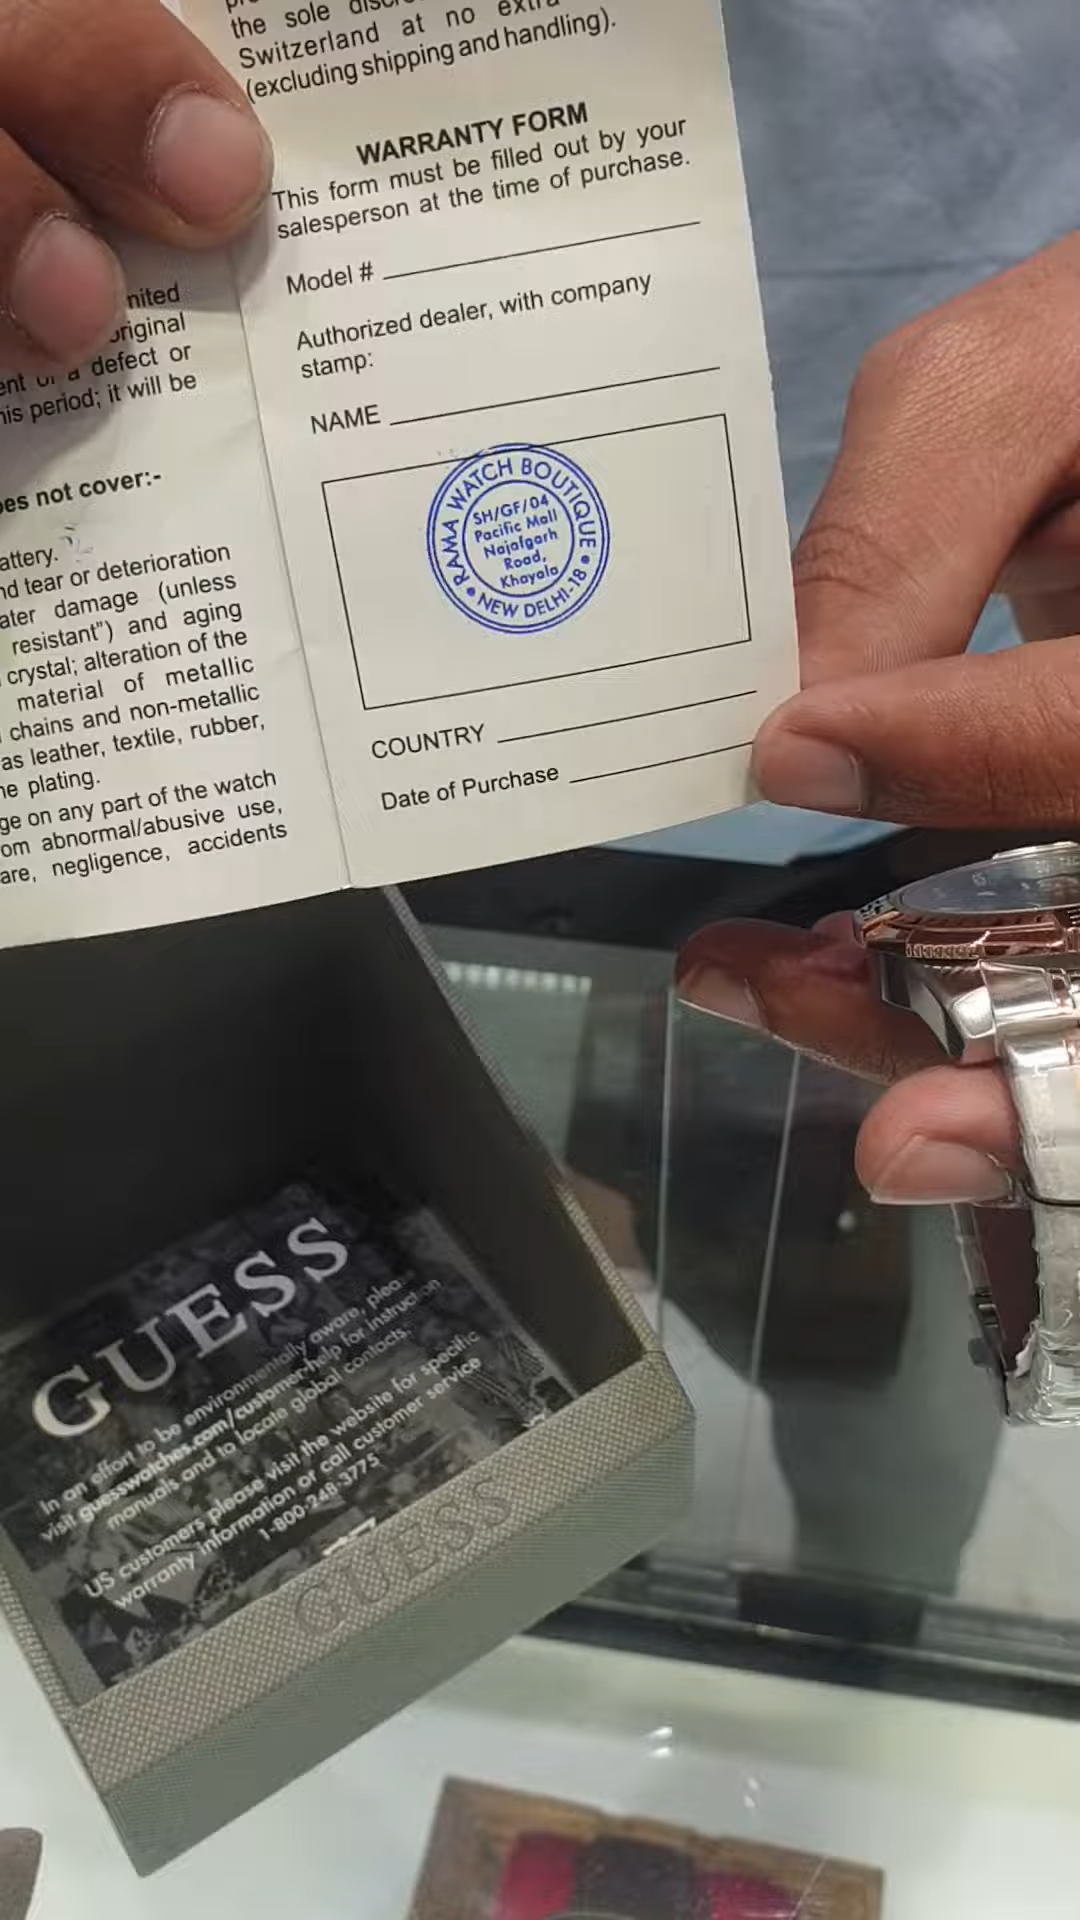 the sole
Switzerland at no extra
(excluding shipping and handling).
WARRANTY FORM
This form must be filled out by your
salesperson at the time of purchase.
Model #
Authorized dealer, with company
stamp:
NAME
RAMA WATCH BOUTIQUE
SH/GF/04
Pacific Mall
Najafgarh
Road,
Khayala
NEW DELHI-18
COUNTRY
Date of Purchase
nited
original
a defect or
his period; it will be
oes not cover:-
attery.
nd tear or deterioration
ater damage (unless
resistant") and aging
crystal; alteration of the
material of metallic
chains and non-metallic
as leather, textile, rubber,
he plating.
ge on any part of the watch
om abnormal/abusive use,
are, negligence, accidents
GUESS
In an effort to be environmentally aware, plea
visit guesswatches.com/customer-help for instruction
manuals and to locate global contacts.
US customers please visit the website for specific
warranty information or call customer service
1-800-248-3775
GUESS